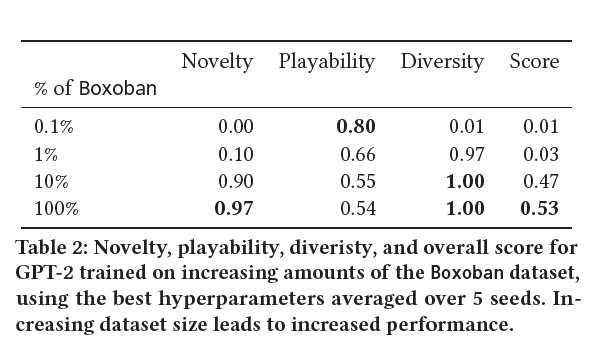 Novelty Playability Diversity Score
% of Boxoban
0.1% 0.00 0.80 0.01 0.01
1% 0.10 0.66 0.97 0.03
10% 0.90 0.55 1.00 0.47
100% 0.97 0.54 1.00 0.53
Table 2: Novelty, playability, diveristy, and overall score for
GPT-2 trained on increasing amounts of the Boxoban dataset,
using the best hyperparameters averaged over 5 seeds. In-
creasing dataset size leads to increased performance.